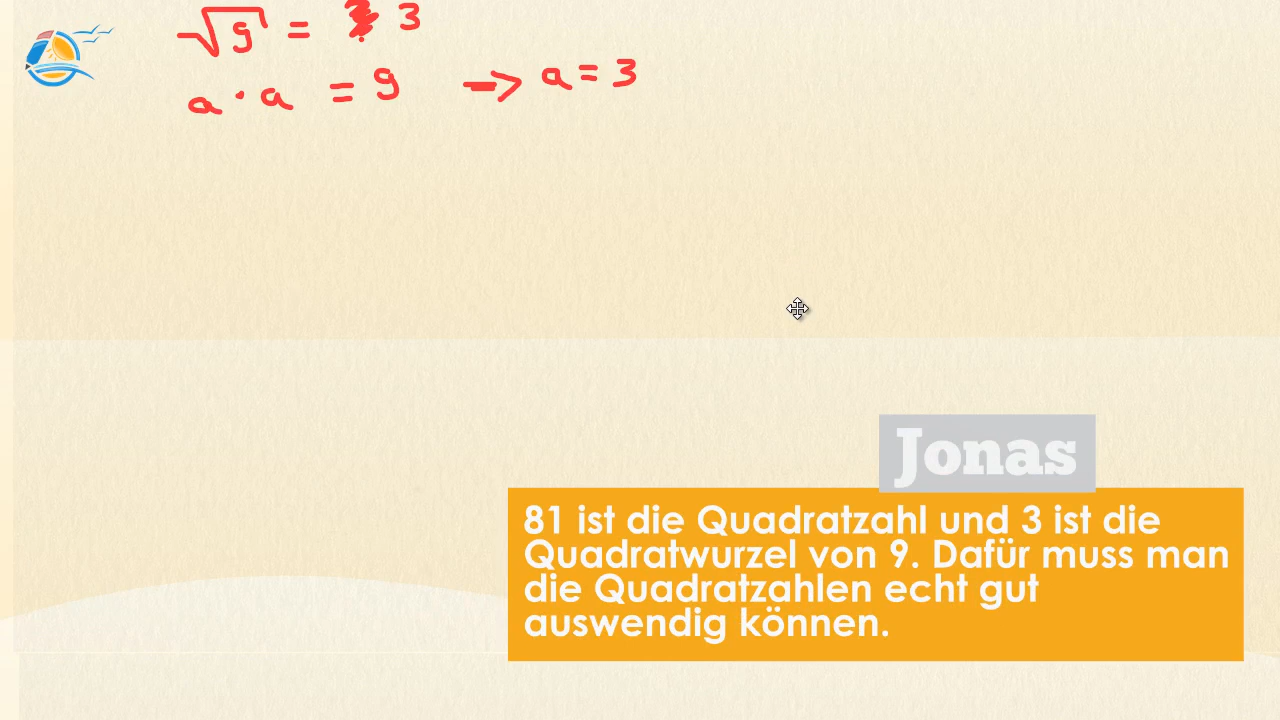 √9 = 3
a · a = 9 → a = 3
Jonas
81 ist die Quadratzahl und 3 ist die
Quadratwurzel von 9. Dafür muss man
die Quadratzahlen echt gut
auswendig können.